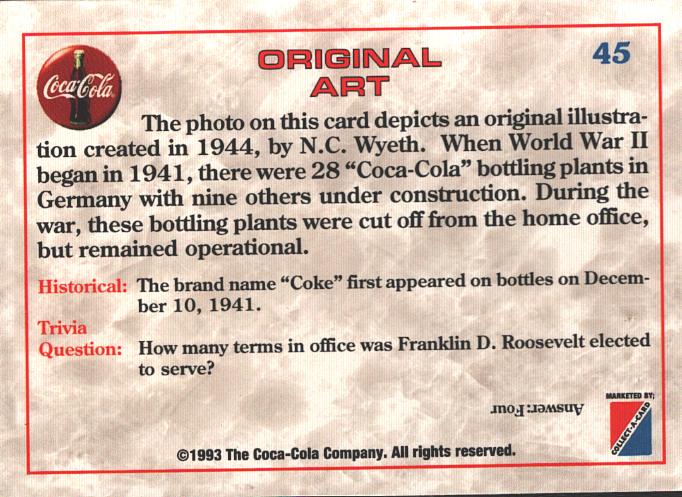 Coca-Cola
ORIGINAL
ART
45
The photo on this card depicts an original illustra-
tion created in 1944, by N.C. Wyeth. When World War II
began in 1941, there were 28 “Coca-Cola” bottling plants in
Germany with nine others under construction. During the
war, these bottling plants were cut off from the home office,
but remained operational.
Historical: The brand name “Coke” first appeared on bottles on Decem-
ber 10, 1941.
Trivia
Question: How many terms in office was Franklin D. Roosevelt elected
to serve?
Answer: Four
MARKETED BY;
COLLECT-A-CARD
©1993 The Coca-Cola Company. All rights reserved.